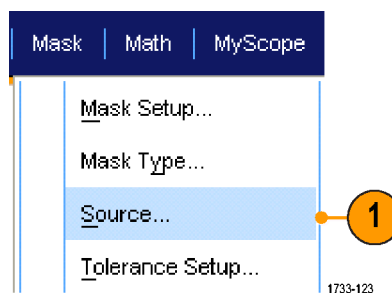 Mask | Math | MyScope
Mask Setup...
Mask Type...
Source...
1
Tolerance Setup...
1733-123